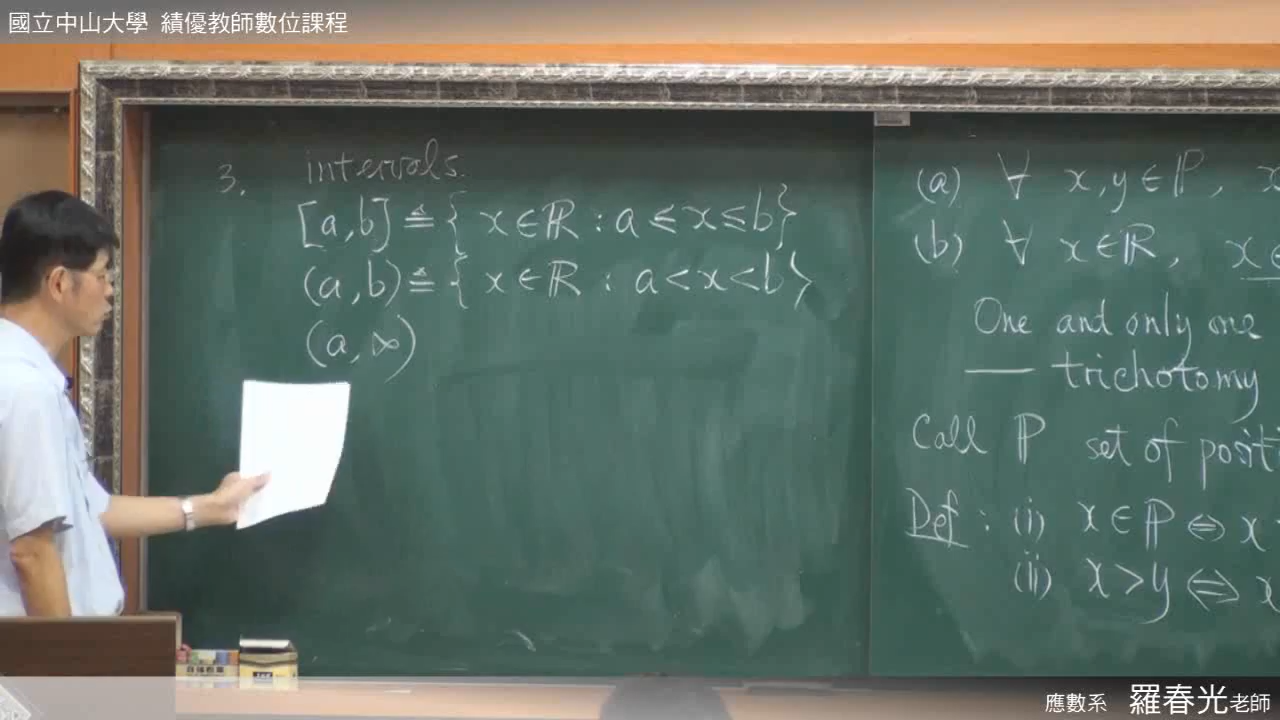 國立中山大學 績優教師數位課程
3. intervals.
[a,b] ≜ { x∈ℝ : a≤x≤b}
(a,b) ≜ { x∈ℝ : a<x<b }
(a,∞)
(a) ∀ x,y∈ℙ, x
(b) ∀ x∈ℝ, x∈
One and only one
— trichotomy
Call ℙ set of positi
Def : (i) x∈ℙ ⇔ x
(ii) x>y ⇔ x
應數系 羅春光老師